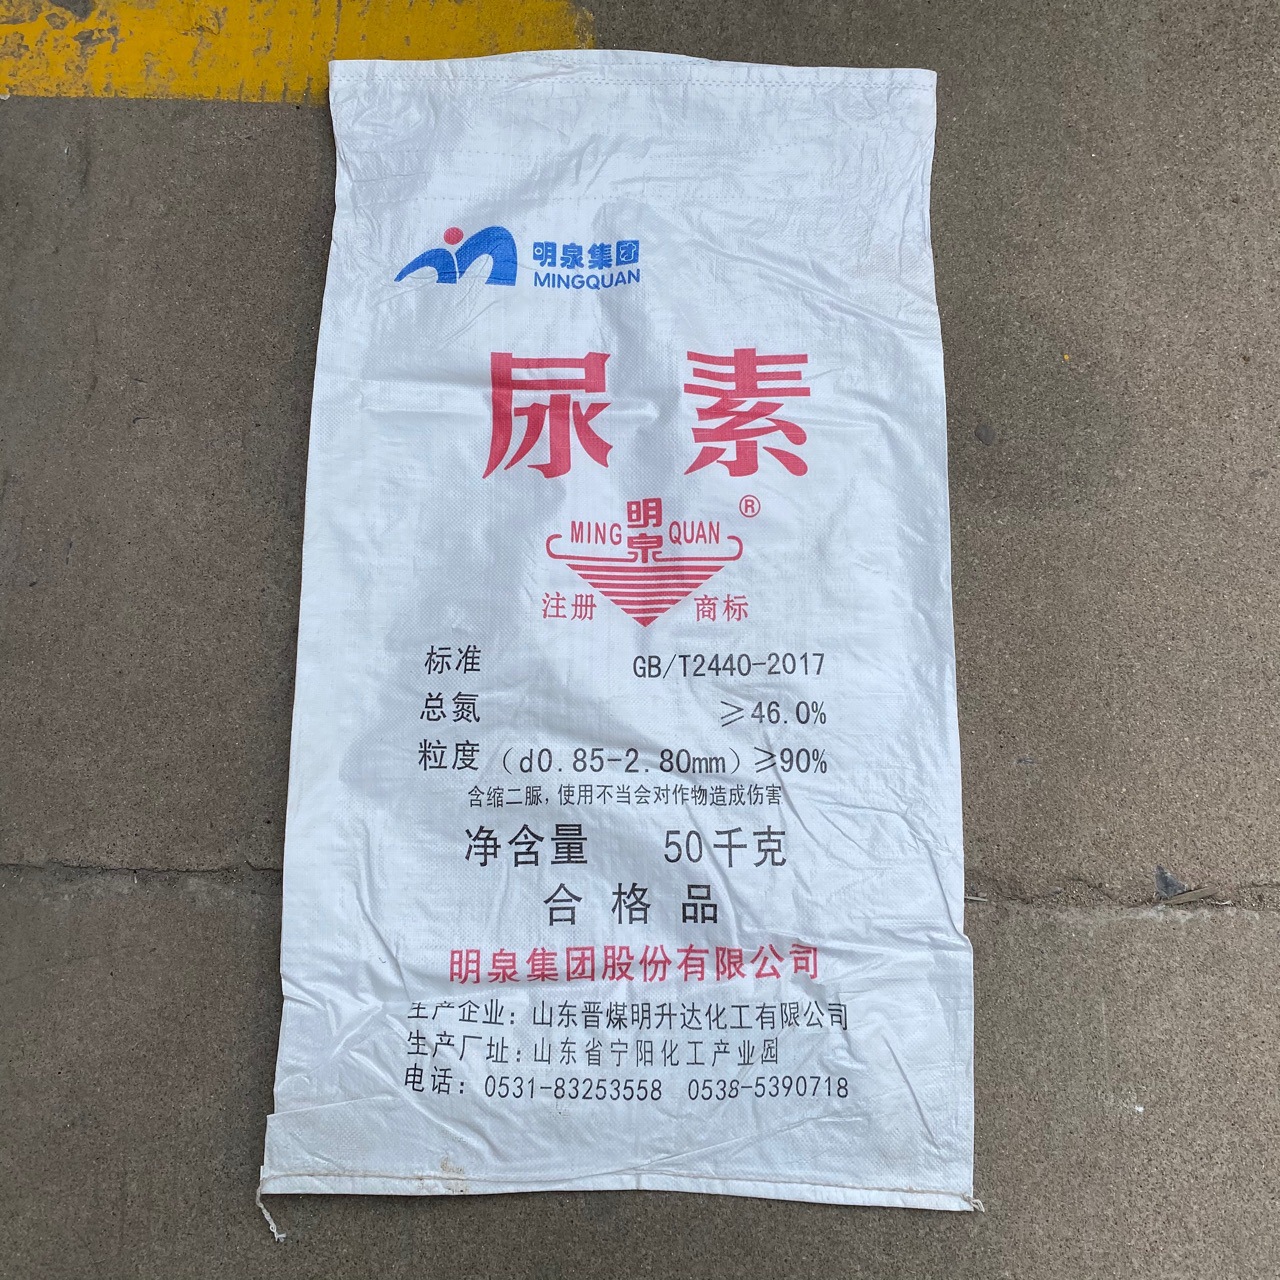 明泉集团
MINGQUAN
尿素
MING 明泉 QUAN ®
注册 商标
标准 GB/T2440-2017
总氮 ≥46.0%
粒度 (d0.85-2.80mm) ≥90%
含缩二脲,使用不当会对作物造成伤害
净含量 50千克
合格品
明泉集团股份有限公司
生产企业: 山东晋煤明升达化工有限公司
生产厂址: 山东省宁阳化工产业园
电话: 0531-83253558 0538-5390718